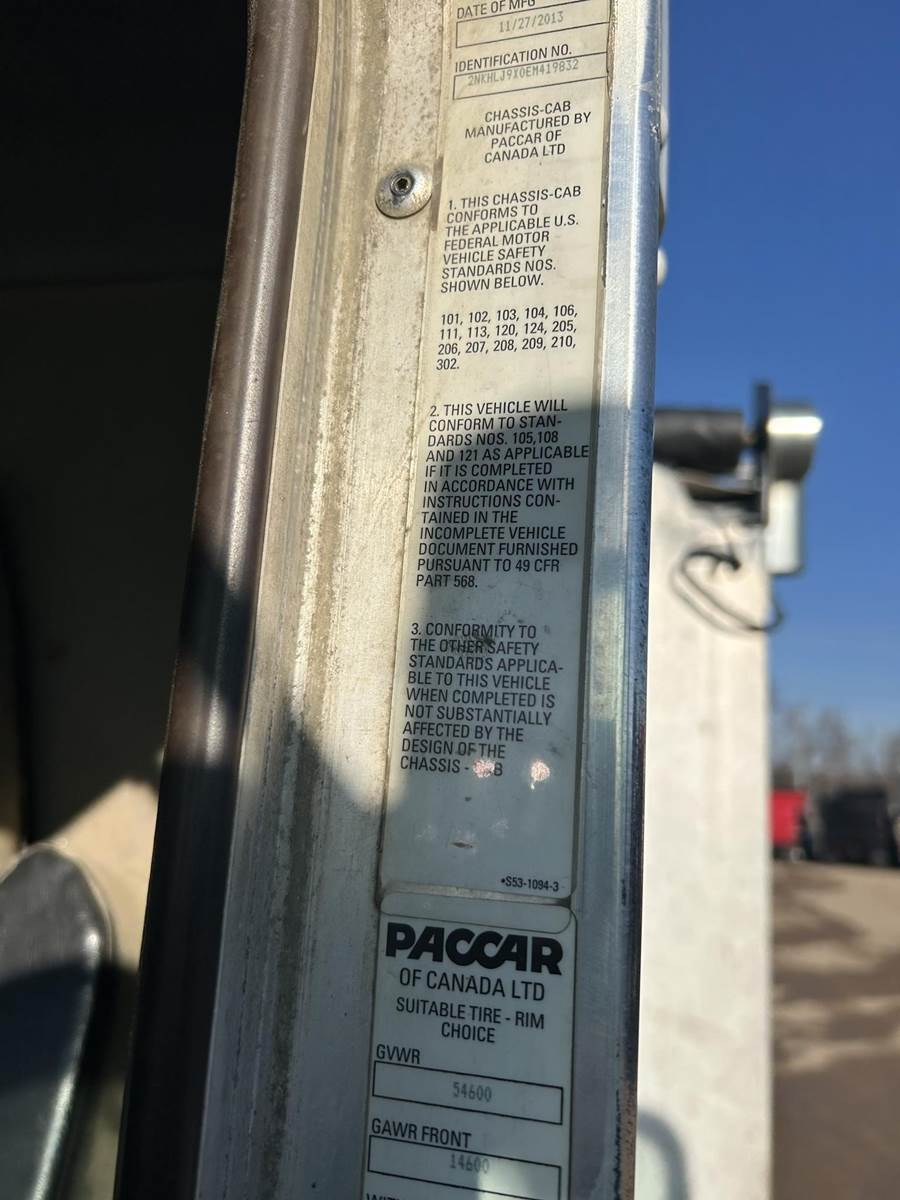 DATE OF MFG
11/27/2013
IDENTIFICATION NO.
2NKHLJ9X0EM419832
CHASSIS-CAB
MANUFACTURED BY
PACCAR OF
CANADA LTD
1. THIS CHASSIS-CAB
CONFORMS TO
THE APPLICABLE U.S.
FEDERAL MOTOR
VEHICLE SAFETY
STANDARDS NOS.
SHOWN BELOW.
101, 102, 103, 104, 106,
111, 113, 120, 124, 205,
206, 207, 208, 209, 210,
302.
2. THIS VEHICLE WILL
CONFORM TO STAN-
DARDS NOS. 105,108
AND 121 AS APPLICABLE
IF IT IS COMPLETED
IN ACCORDANCE WITH
INSTRUCTIONS CON-
TAINED IN THE
INCOMPLETE VEHICLE
DOCUMENT FURNISHED
PURSUANT TO 49 CFR
PART 568.
3. CONFORMITY TO
THE OTHER SAFETY
STANDARDS APPLICA-
BLE TO THIS VEHICLE
WHEN COMPLETED IS
NOT SUBSTANTIALLY
AFFECTED BY THE
DESIGN OF THE
CHASSIS - B
•S53-1094-3
PACCAR
OF CANADA LTD
SUITABLE TIRE - RIM
CHOICE
GVWR
54600
GAWR FRONT
14600